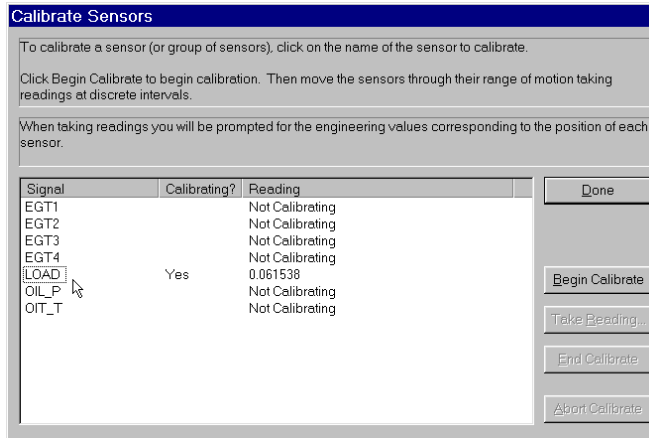 Calibrate Sensors
To calibrate a sensor (or group of sensors), click on the name of the sensor to calibrate.
Click Begin Calibrate to begin calibration. Then move the sensors through their range of motion taking
readings at discrete intervals.
When taking readings you will be prompted for the engineering values corresponding to the position of each
sensor.
Signal Calibrating? Reading
EGT1 Not Calibrating
EGT2 Not Calibrating
EGT3 Not Calibrating
EGT4 Not Calibrating
LOAD Yes 0.061538
OIL_P Not Calibrating
OIT_T Not Calibrating
Done
Begin Calibrate
Take Reading...
End Calibrate
Abort Calibrate